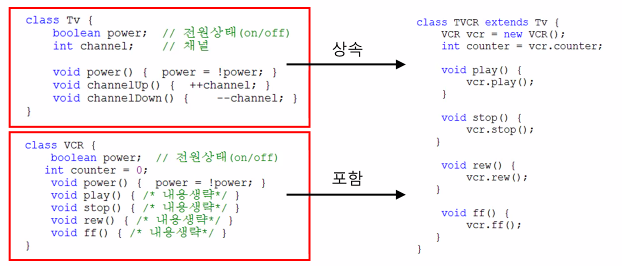 class Tv {
boolean power; // 전원상태(on/off)
int channel; // 채널
void power() { power = !power; }
void channelUp() { ++channel; }
void channelDown() { --channel; }
}
class VCR {
boolean power; // 전원상태(on/off)
int counter = 0;
void power() { power = !power; }
void play() { /* 내용생략*/ }
void stop() { /* 내용생략*/ }
void rew() { /* 내용생략*/ }
void ff() { /* 내용생략*/ }
}
상속
포함
class TVCR extends Tv {
VCR vcr = new VCR();
int counter = vcr.counter;
void play() {
vcr.play();
}
void stop() {
vcr.stop();
}
void rew() {
vcr.rew();
}
void ff() {
vcr.ff();
}
}